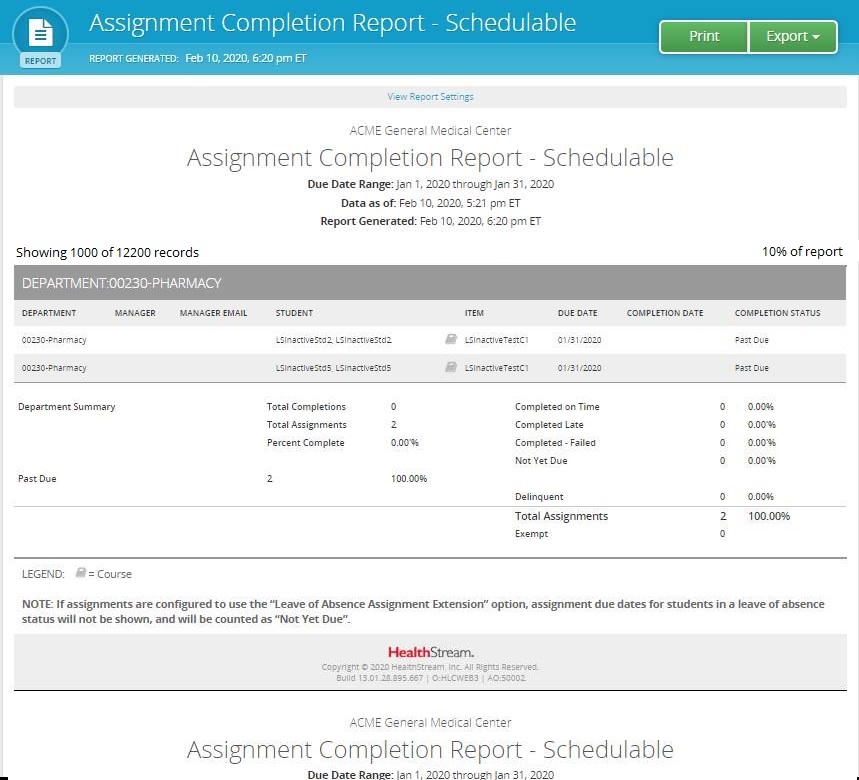 Assignment Completion Report - Schedulable
REPORT
REPORT GENERATED: Feb 10, 2020, 6:20 pm ET
Print Export
View Report Settings
ACME General Medical Center
Assignment Completion Report - Schedulable
Due Date Range: Jan 1, 2020 through Jan 31, 2020
Data as of: Feb 10, 2020, 5:21 pm ET
Report Generated: Feb 10, 2020, 6:20 pm ET
Showing 1000 of 12200 records 10% of report
DEPARTMENT:00230-PHARMACY
DEPARTMENT MANAGER MANAGER EMAIL STUDENT ITEM DUE DATE COMPLETION DATE COMPLETION STATUS
00230-Pharmacy LSInactiveStd2, LSInactiveStd2 LSInactiveTestC1 01/31/2020 Past Due
00230-Pharmacy LSInactiveStd5, LSInactiveStd5 LSInactiveTestC1 01/31/2020 Past Due
Department Summary Total Completions 0 Completed on Time 0 0.00%
Total Assignments 2 Completed Late 0 0.00%
Percent Complete 0.00% Completed - Failed 0 0.00%
Not Yet Due 0 0.00%
Past Due 2 100.00%
Delinquent 0 0.00%
Total Assignments 2 100.00%
Exempt 0
LEGEND: = Course
NOTE: If assignments are configured to use the “Leave of Absence Assignment Extension” option, assignment due dates for students in a leave of absence
status will not be shown, and will be counted as “Not Yet Due”.
HealthStream.
Copyright © 2020 HealthStream, Inc. All Rights Reserved.
Build 13.01.28.895.667 | O:HLCWEB3 | AO:50002
ACME General Medical Center
Assignment Completion Report - Schedulable
Due Date Range: Jan 1, 2020 through Jan 31, 2020